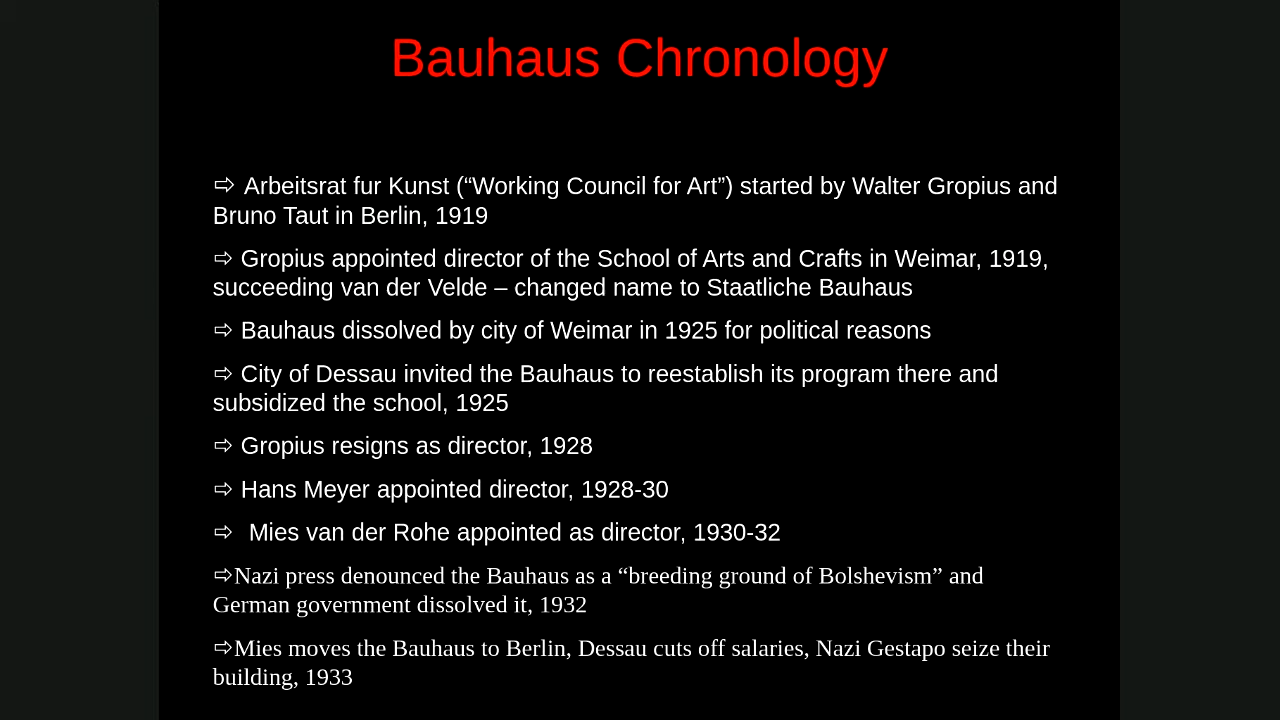 Bauhaus Chronology
⇨ Arbeitsrat fur Kunst (“Working Council for Art”) started by Walter Gropius and
Bruno Taut in Berlin, 1919
⇨ Gropius appointed director of the School of Arts and Crafts in Weimar, 1919,
succeeding van der Velde – changed name to Staatliche Bauhaus
⇨ Bauhaus dissolved by city of Weimar in 1925 for political reasons
⇨ City of Dessau invited the Bauhaus to reestablish its program there and
subsidized the school, 1925
⇨ Gropius resigns as director, 1928
⇨ Hans Meyer appointed director, 1928-30
⇨ Mies van der Rohe appointed as director, 1930-32
⇨Nazi press denounced the Bauhaus as a “breeding ground of Bolshevism” and
German government dissolved it, 1932
⇨Mies moves the Bauhaus to Berlin, Dessau cuts off salaries, Nazi Gestapo seize their
building, 1933